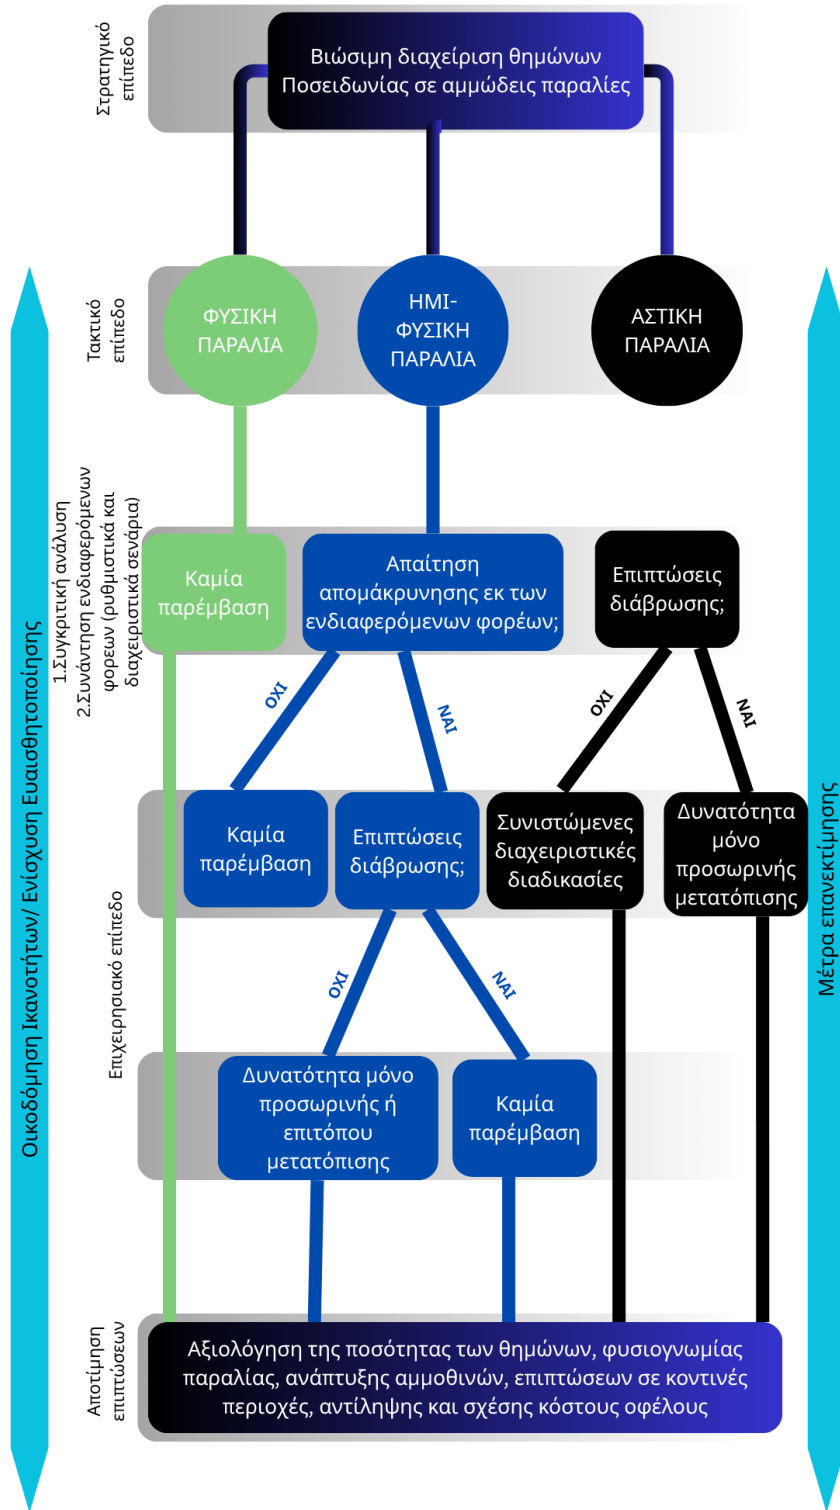 Στρατηγικό
επίπεδο
Βιώσιμη διαχείριση θημώνων
Ποσειδωνίας σε αμμώδεις παραλίες
Τακτικό
επίπεδο
ΦΥΣΙΚΗ
ΠΑΡΑΛΙΑ
ΗΜΙ-
ΦΥΣΙΚΗ
ΠΑΡΑΛΙΑ
ΑΣΤΙΚΗ
ΠΑΡΑΛΙΑ
1.Συγκριτική ανάλυση
2.Συνάντηση ενδιαφερόμενων
φορεών (ρυθμιστικά και
διαχειριστικά σενάρια)
Καμία
παρέμβαση
Απαίτηση
απομάκρυνησης εκ των
ενδιαφερόμενων φορέων;
Επιπτώσεις
διάβρωσης;
ΟΧΙ
ΝΑΙ
ΟΧΙ
ΝΑΙ
Επιχειρησιακό επίπεδο
Καμία
παρέμβαση
Επιπτώσεις
διάβρωσης;
Συνιστώμενες
διαχειριστικές
διαδικασίες
Δυνατότητα
μόνο
προσωρινής
μετατόπισης
ΟΧΙ
ΝΑΙ
Δυνατότητα μόνο
προσωρινής ή
επιτόπου
μετατόπισης
Καμία
παρέμβαση
Αποτίμηση
επιπτώσεων
Αξιολόγηση της ποσότητας των θημώνων, φυσιογνωμίας
παραλίας, ανάπτυξης αμμοθινών, επιπτώσεων σε κοντινές
περιοχές, αντίληψης και σχέσης κόστους οφέλους
Οικοδόμηση Ικανοτήτων/ Ενίσχυση Ευαισθητοποίησης
Μέτρα επανεκτίμησης